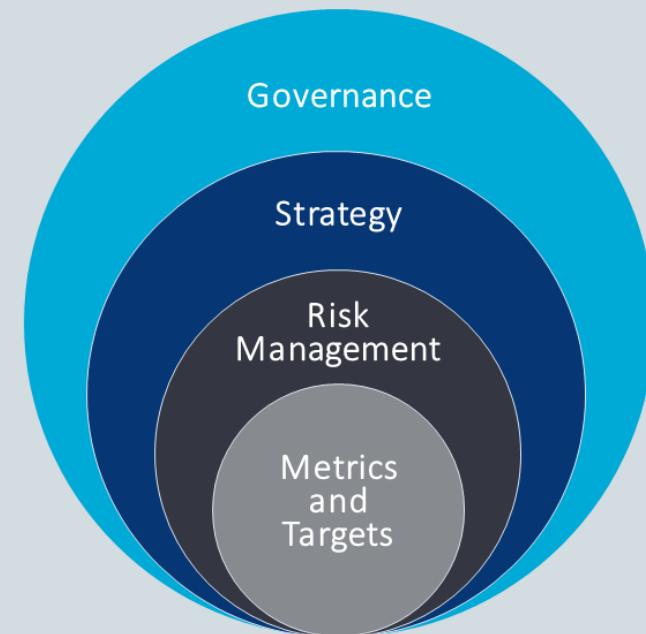 Governance
Strategy
Risk
Management
Metrics
and
Targets